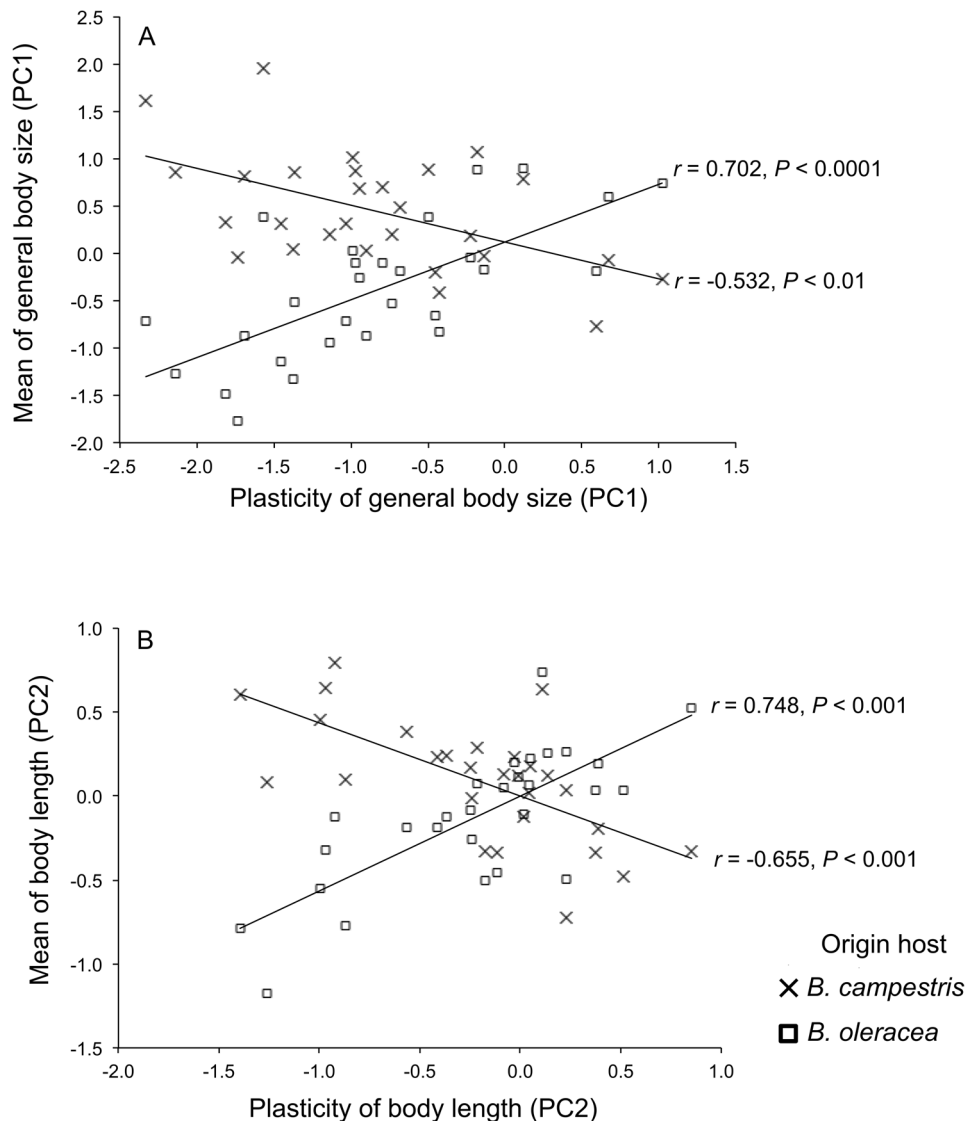 A
Mean of general body size (PC1)
2.5
2.0
1.5
1.0
0.5
0.0
-0.5
-1.0
-1.5
-2.0
r = 0.702, P < 0.0001
r = -0.532, P < 0.01
-2.5 -2.0 -1.5 -1.0 -0.5 0.0 0.5 1.0 1.5
Plasticity of general body size (PC1)
B
Mean of body length (PC2)
1.0
0.5
0.0
-0.5
-1.0
-1.5
r = 0.748, P < 0.001
r = -0.655, P < 0.001
Origin host
B. campestris
B. oleracea
-2.0 -1.5 -1.0 -0.5 0.0 0.5 1.0
Plasticity of body length (PC2)